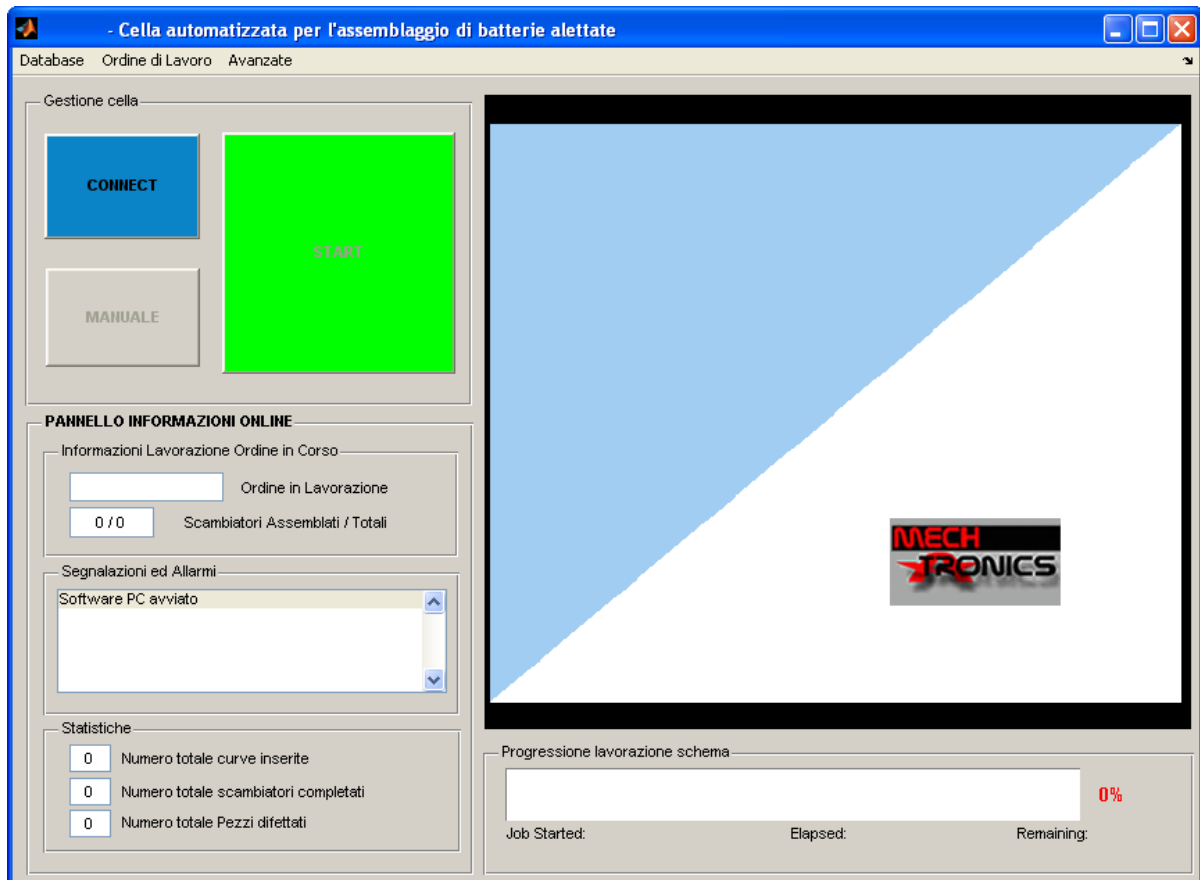 - Cella automatizzata per l'assemblaggio di batterie alettate
Database Ordine di Lavoro Avanzate
Gestione cella
CONNECT
START
MANUALE
PANNELLO INFORMAZIONI ONLINE
Informazioni Lavorazione Ordine in Corso
Ordine in Lavorazione
0 / 0 Scambiatori Assemblati / Totali
Segnalazioni ed Allarmi
Software PC avviato
Statistiche
0 Numero totale curve inserite
0 Numero totale scambiatori completati
0 Numero totale Pezzi difettati
MECH
TRONICS
Progressione lavorazione schema
0%
Job Started: Elapsed: Remaining: